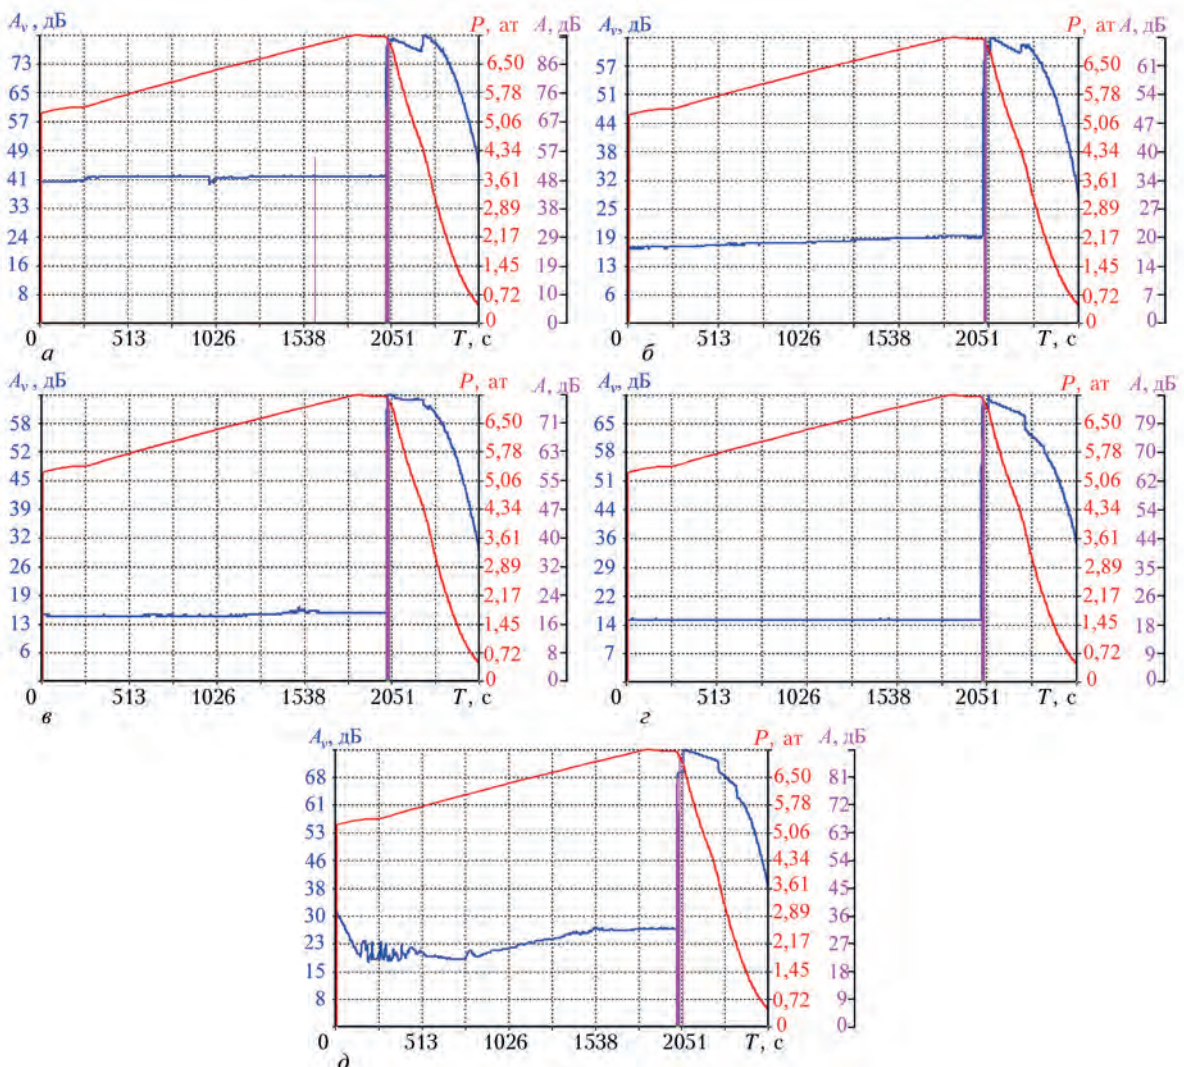 Aᵥ, дБ P, ат A, дБ
73 6,50 86
65 5,78 76
57 5,06 67
49 4,34 57
41 3,61 48
33 2,89 38
24 2,17 29
16 1,45 19
8 0,72 10
0 0
0 513 1026 1538 2051 T, с
а
Aᵥ, дБ P, ат A, дБ
57 6,50 61
51 5,78 54
44 5,06 47
38 4,34 40
32 3,61 34
25 2,89 27
19 2,17 20
13 1,45 14
6 0,72 7
0 0
0 513 1026 1538 2051 T, с
б
Aᵥ, дБ P, ат A, дБ
58 6,50 71
52 5,78 63
45 5,06 55
39 4,34 47
32 3,61 40
26 2,89 32
19 2,17 24
13 1,45 16
6 0,72 8
0 0
0 513 1026 1538 2051 T, с
в
Aᵥ, дБ P, ат A, дБ
65 6,50 79
58 5,78 70
51 5,06 62
44 4,34 54
36 3,61 44
29 2,89 35
22 2,17 26
14 1,45 18
7 0,72 9
0 0
0 513 1026 1538 2051 T, с
г
Aᵥ, дБ P, ат A, дБ
68 6,50 81
61 5,78 72
53 5,06 63
46 4,34 54
38 3,61 45
30 2,89 36
23 2,17 27
15 1,45 18
8 0,72 9
0 0
0 513 1026 1538 2051 T, с
д